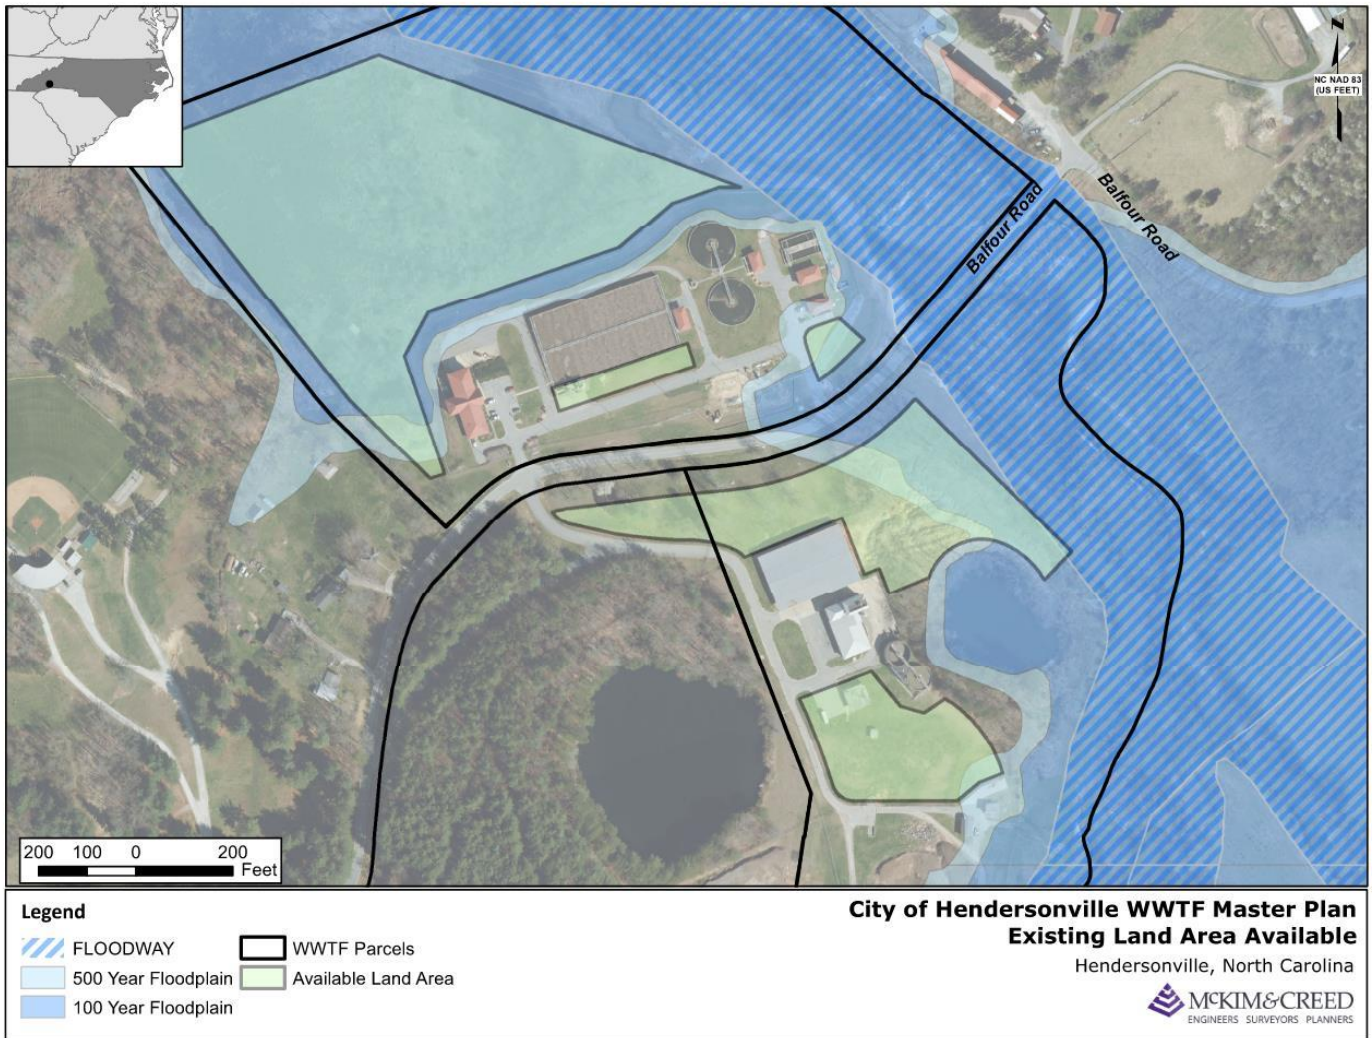 N
NC NAD 83
(US FEET)
Balfour Road
Balfour Road
200 100 0 200
Feet
Legend
FLOODWAY
500 Year Floodplain
100 Year Floodplain
WWTF Parcels
Available Land Area
City of Hendersonville WWTF Master Plan
Existing Land Area Available
Hendersonville, North Carolina
MCKIM&CREED
ENGINEERS SURVEYORS PLANNERS